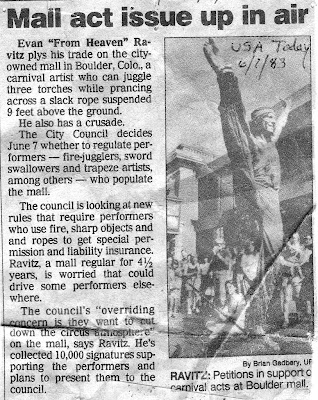 Mall act issue up in air
Evan "From Heaven" Ra-
vitz plys his trade on the city-
owned mall in Boulder, Colo., a
carnival artist who can juggle
three torches while prancing
across a slack rope suspended
9 feet above the ground.
He also has a crusade.
The City Council decides
June 7 whether to regulate per-
formers — fire-jugglers, sword
swallowers and trapeze artists,
among others — who populate
the mall.
The council is looking at new
rules that require performers
who use fire, sharp objects and
and ropes to get special per-
mission and liability insurance.
Ravitz, a mall regular for 4½
years, is worried that could
drive some performers else-
where.
The council's "overriding
concern is they want to cut
down the circus atmosphere"
on the mall, says Ravitz. He's
collected 10,000 signatures sup-
porting the performers and
plans to present them to the
council.
USA Today
6/7/83
By Brian Gadbery, UP
RAVITZ: Petitions in support o
carnival acts at Boulder mall.